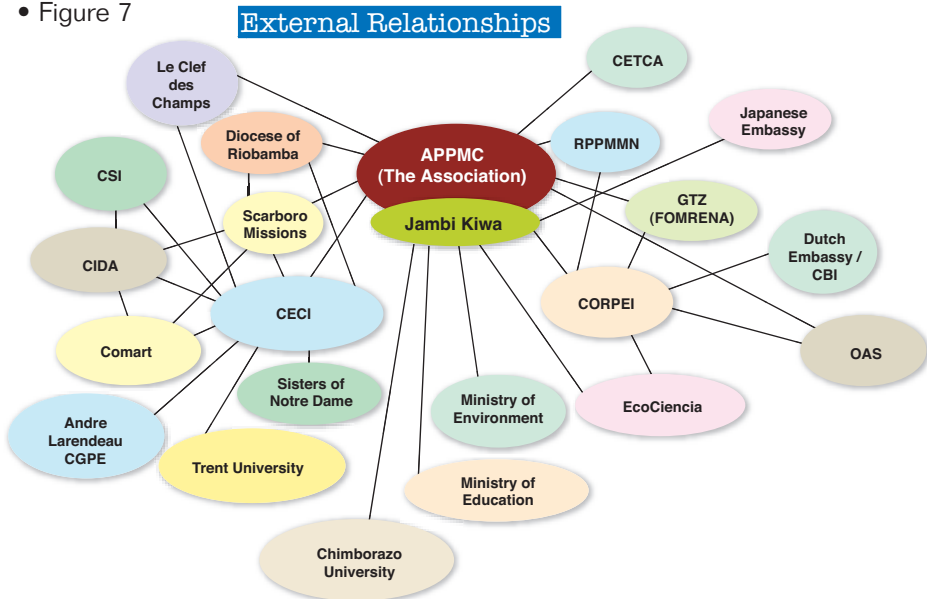 • Figure 7
External Relationships
Le Clef
des
Champs
CETCA
Diocese of
Riobamba
APPMC
(The Association)
RPPMMN
Japanese
Embassy
CSI
Scarboro
Missions
Jambi Kiwa
GTZ
(FOMRENA)
CIDA
Dutch
Embassy /
CBI
CECI
CORPEI
Comart
OAS
Sisters of
Notre Dame
Ministry of
Environment
EcoCiencia
Andre
Larendeau
CGPE
Trent University
Ministry of
Education
Chimborazo
University